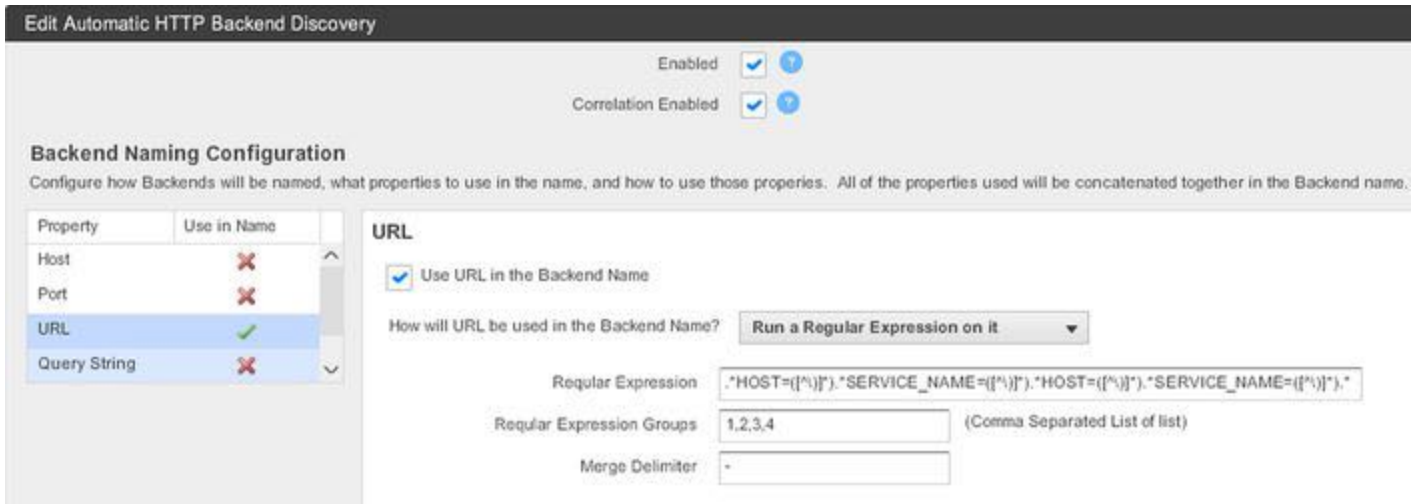 Edit Automatic HTTP Backend Discovery
Enabled ?
Correlation Enabled ?
Backend Naming Configuration
Configure how Backends will be named, what properties to use in the name, and how to use those properies. All of the properties used will be concatenated together in the Backend name.
Property Use in Name
Host
Port
URL
Query String
URL
Use URL in the Backend Name
How will URL be used in the Backend Name? Run a Regular Expression on it
Regular Expression .*HOST=([^\)]*).*SERVICE_NAME=([^\)]*).*HOST=([^\)]*).*SERVICE_NAME=([^\)]*).*
Regular Expression Groups 1,2,3,4 (Comma Separated List of list)
Merge Delimiter -